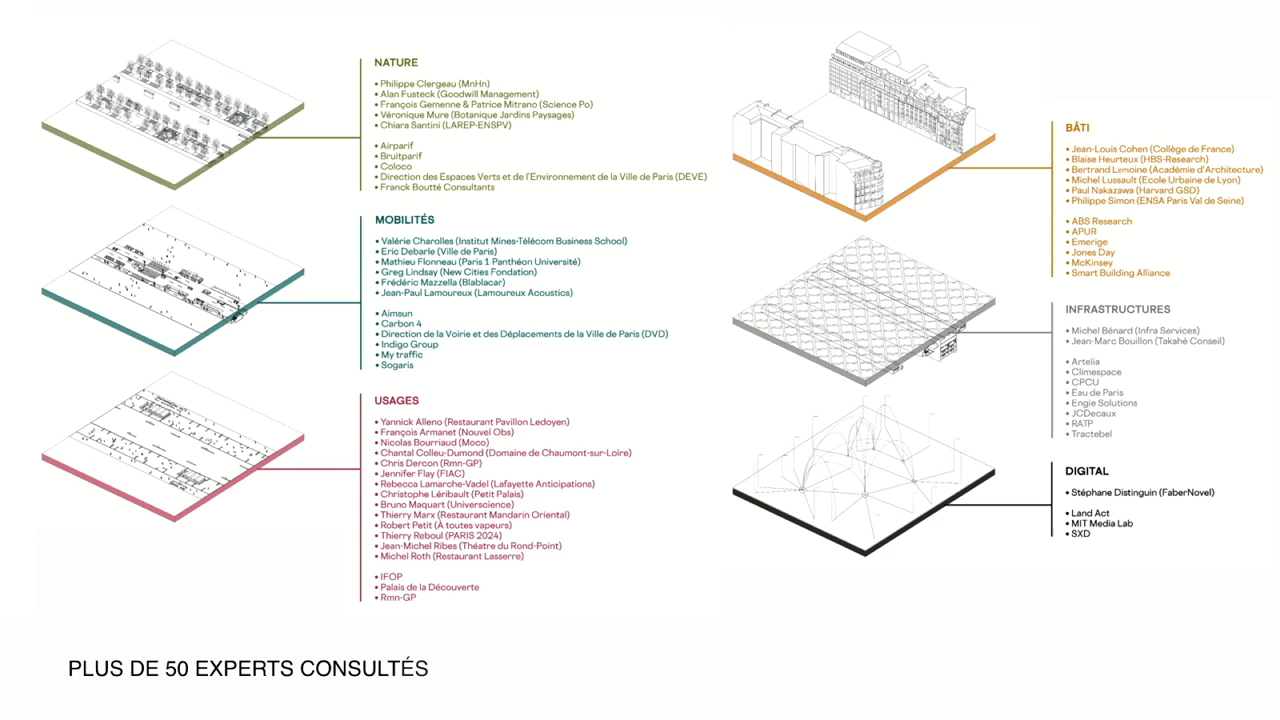 NATURE
• Philippe Clergeau (MnHn)
• Alan Fusteck (Goodwill Management)
• François Gemenne & Patrice Mitrano (Science Po)
• Véronique Mure (Botanique Jardins Paysages)
• Chiara Santini (LAREP-ENSPV)
• Airparif
• Bruitparif
• Coloco
• Direction des Espaces Verts et de l'Environnement de la Ville de Paris (DEVE)
• Franck Boutté Consultants
MOBILITÉS
• Valérie Charolles (Institut Mines-Télécom Business School)
• Eric Debarle (Ville de Paris)
• Mathieu Flonneau (Paris 1 Panthéon Université)
• Greg Lindsay (New Cities Fondation)
• Frédéric Mazzella (Blablacar)
• Jean-Paul Lamoureux (Lamoureux Acoustics)
• Aimsun
• Carbon 4
• Direction de la Voirie et des Déplacements de la Ville de Paris (DVD)
• Indigo Group
• My traffic
• Sogaris
USAGES
• Yannick Alleno (Restaurant Pavillon Ledoyen)
• François Armanet (Nouvel Obs)
• Nicolas Bourriaud (Moco)
• Chantal Colleu-Dumond (Domaine de Chaumont-sur-Loire)
• Chris Dercon (Rmn-GP)
• Jennifer Flay (FIAC)
• Rebecca Lamarche-Vadel (Lafayette Anticipations)
• Christophe Léribault (Petit Palais)
• Bruno Maquart (Universcience)
• Thierry Marx (Restaurant Mandarin Oriental)
• Robert Petit (À toutes vapeurs)
• Thierry Reboul (PARIS 2024)
• Jean-Michel Ribes (Théatre du Rond-Point)
• Michel Roth (Restaurant Lasserre)
• IFOP
• Palais de la Découverte
• Rmn-GP
BÂTI
• Jean-Louis Cohen (Collège de France)
• Blaise Heurteux (HBS-Research)
• Bertrand Lemoine (Académie d'Architecture)
• Michel Lussault (Ecole Urbaine de Lyon)
• Paul Nakazawa (Harvard GSD)
• Philippe Simon (ENSA Paris Val de Seine)
• ABS Research
• APUR
• Emerige
• Jones Day
• McKinsey
• Smart Building Alliance
INFRASTRUCTURES
• Michel Bénard (Infra Services)
• Jean-Marc Bouillon (Takahé Conseil)
• Artelia
• Climespace
• CPCU
• Eau de Paris
• Engie Solutions
• JCDecaux
• RATP
• Tractebel
DIGITAL
• Stéphane Distinguin (FaberNovel)
• Land Act
• MIT Media Lab
• SXD
PLUS DE 50 EXPERTS CONSULTÉS